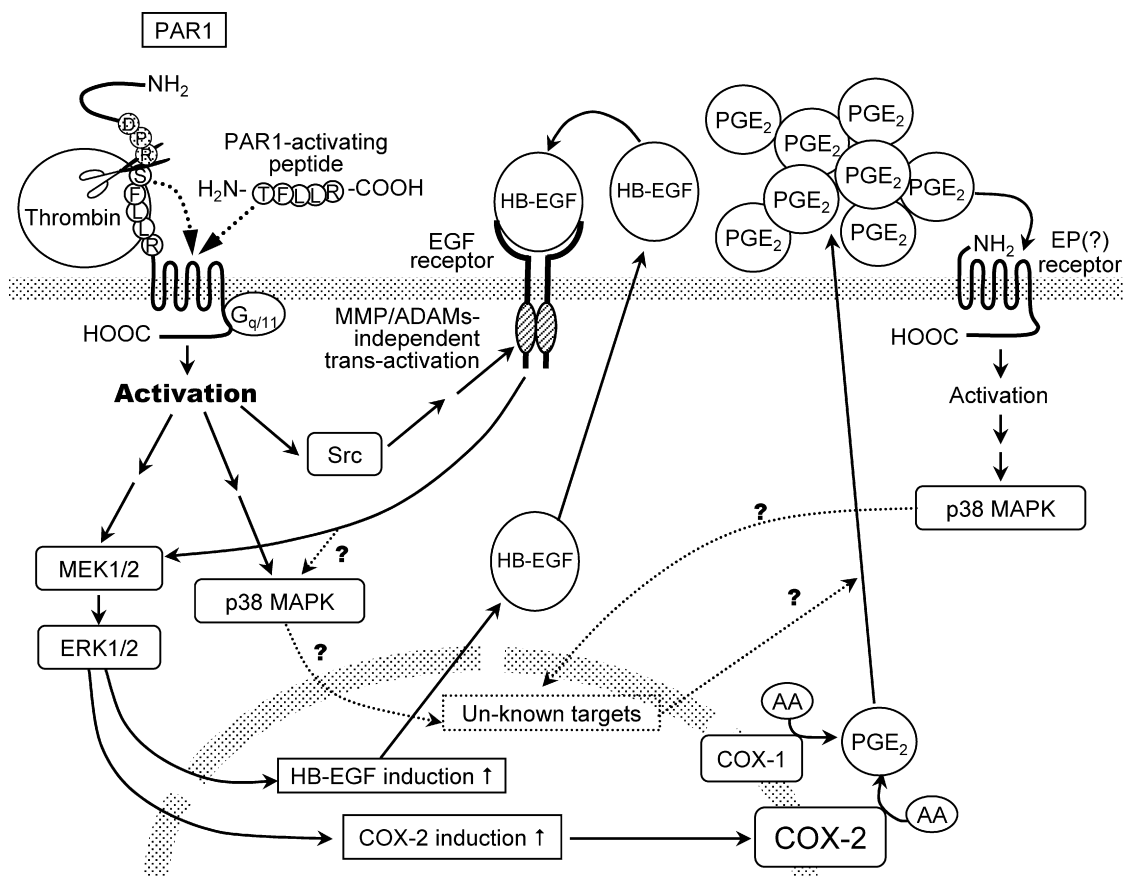 PAR1
NH2
D
P
R
S
F
L
L
R
Thrombin
PAR1-activating
peptide
H2N-TFLLR-COOH
HOOC
Gq/11
Activation
Src
MMP/ADAMs-
independent
trans-activation
EGF
receptor
HB-EGF
HB-EGF
PGE2
PGE2
PGE2
PGE2
PGE2
PGE2
PGE2
PGE2
NH2
EP(?)
receptor
HOOC
Activation
p38 MAPK
MEK1/2
ERK1/2
p38 MAPK
?
?
?
?
HB-EGF
Un-known targets
HB-EGF induction ↑
COX-2 induction ↑
AA
COX-1
PGE2
COX-2
AA